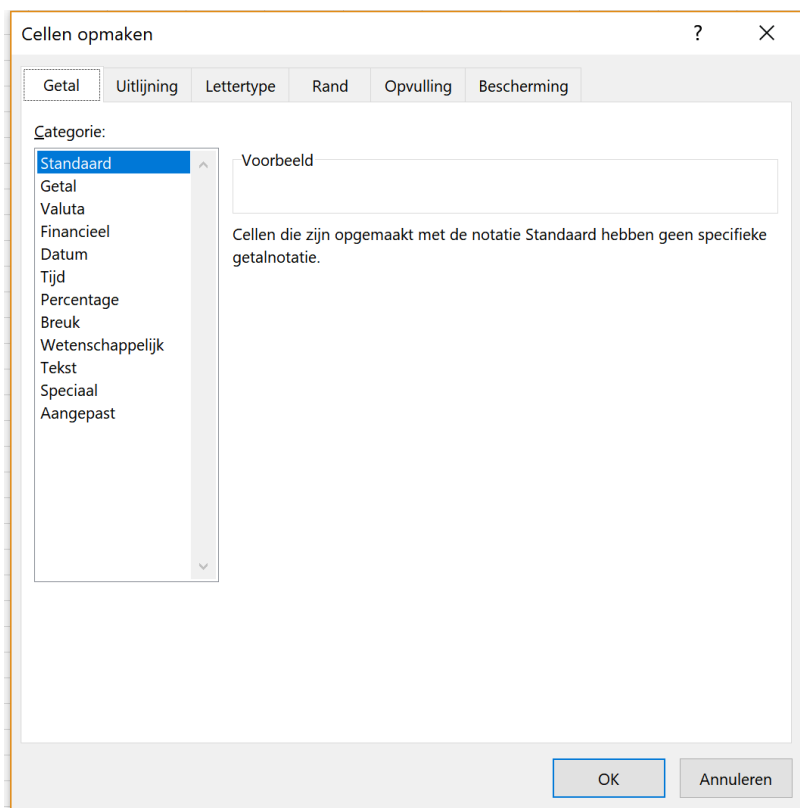 Cellen opmaken ?
Getal Uitlijning Lettertype Rand Opvulling Bescherming
Categorie:
Standaard
Getal
Valuta
Financieel
Datum
Tijd
Percentage
Breuk
Wetenschappelijk
Tekst
Speciaal
Aangepast
Voorbeeld
Cellen die zijn opgemaakt met de notatie Standaard hebben geen specifieke
getalnotatie.
OK Annuleren